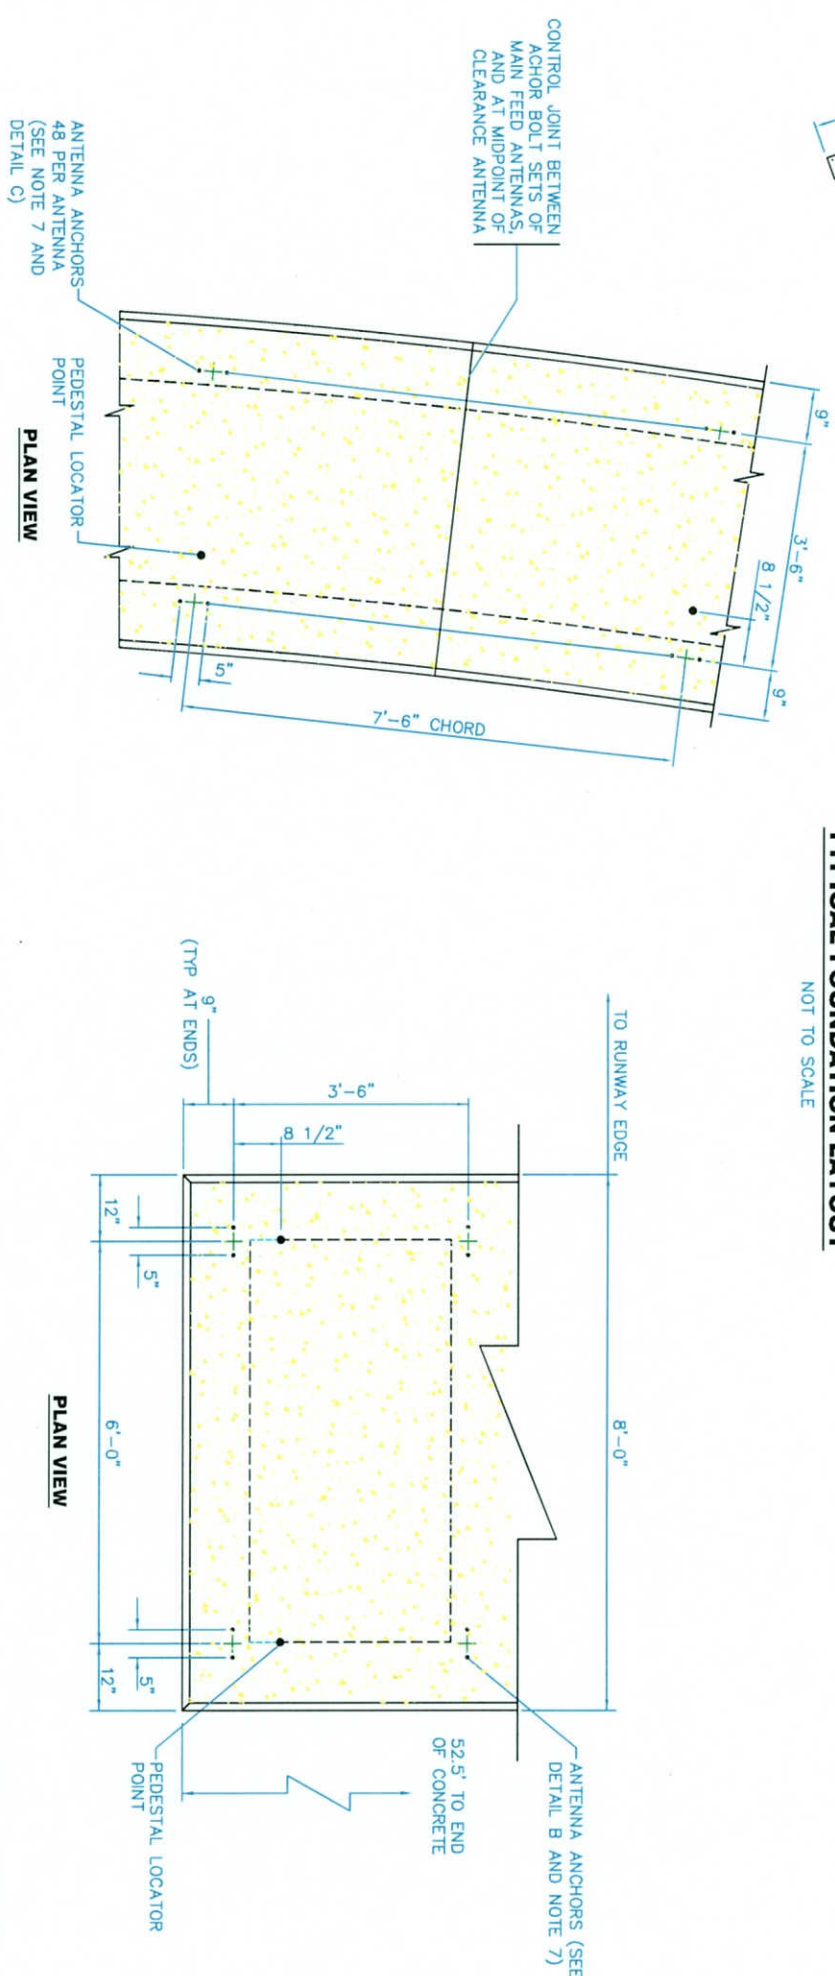 NOT TO SCALE
CONTROL JOINT BETWEEN
ACHOR BOLT SETS OF
MAIN FEED ANTENNAS,
AND AT MIDPOINT OF
CLEARANCE ANTENNA
ANTENNA ANCHORS
48 PER ANTENNA
(SEE NOTE 7 AND
DETAIL C)
PEDESTAL LOCATOR
POINT
9"
3'-6"
8 1/2"
9"
5"
7'-6" CHORD
PLAN VIEW
TO RUNWAY EDGE
8'-0"
9"
(TYP AT ENDS)
3'-6"
8 1/2"
12"
5"
6'-0"
5"
12"
ANTENNA ANCHORS (SEE
DETAIL B AND NOTE 7)
52.5' TO END
OF CONCRETE
PEDESTAL LOCATOR
POINT
PLAN VIEW